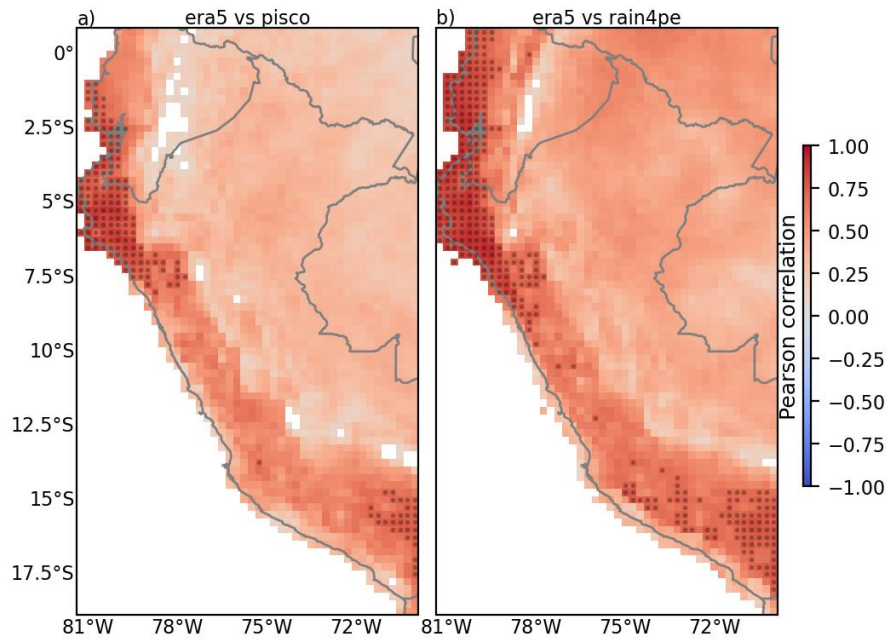 a) era5 vs pisco
b) era5 vs rain4pe
0°
2.5°S
5°S
7.5°S
10°S
12.5°S
15°S
17.5°S
81°W 78°W 75°W 72°W
81°W 78°W 75°W 72°W
1.00
0.75
0.50
0.25
0.00
−0.25
−0.50
−0.75
−1.00
Pearson correlation